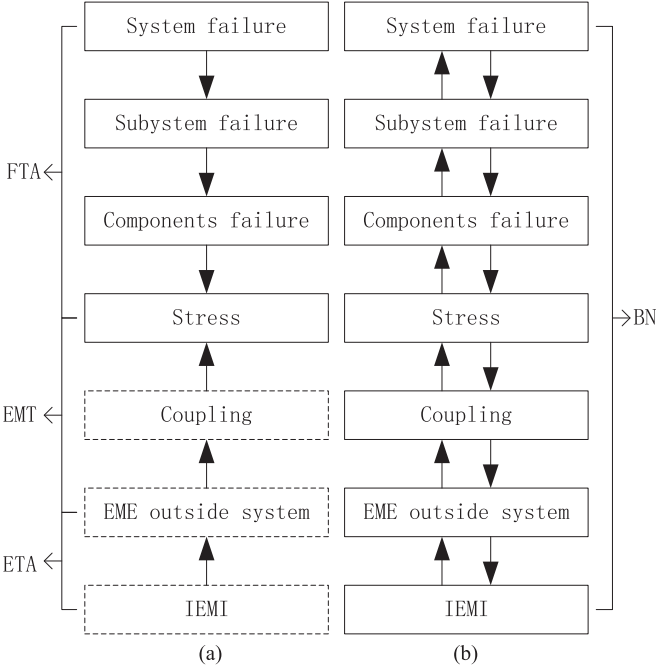 System failure
System failure
Subystem failure
Subystem failure
FTA
Components failure
Components failure
Stress
Stress
BN
EMT
Coupling
Coupling
EME outside system
EME outside system
ETA
IEMI
IEMI
(a)
(b)